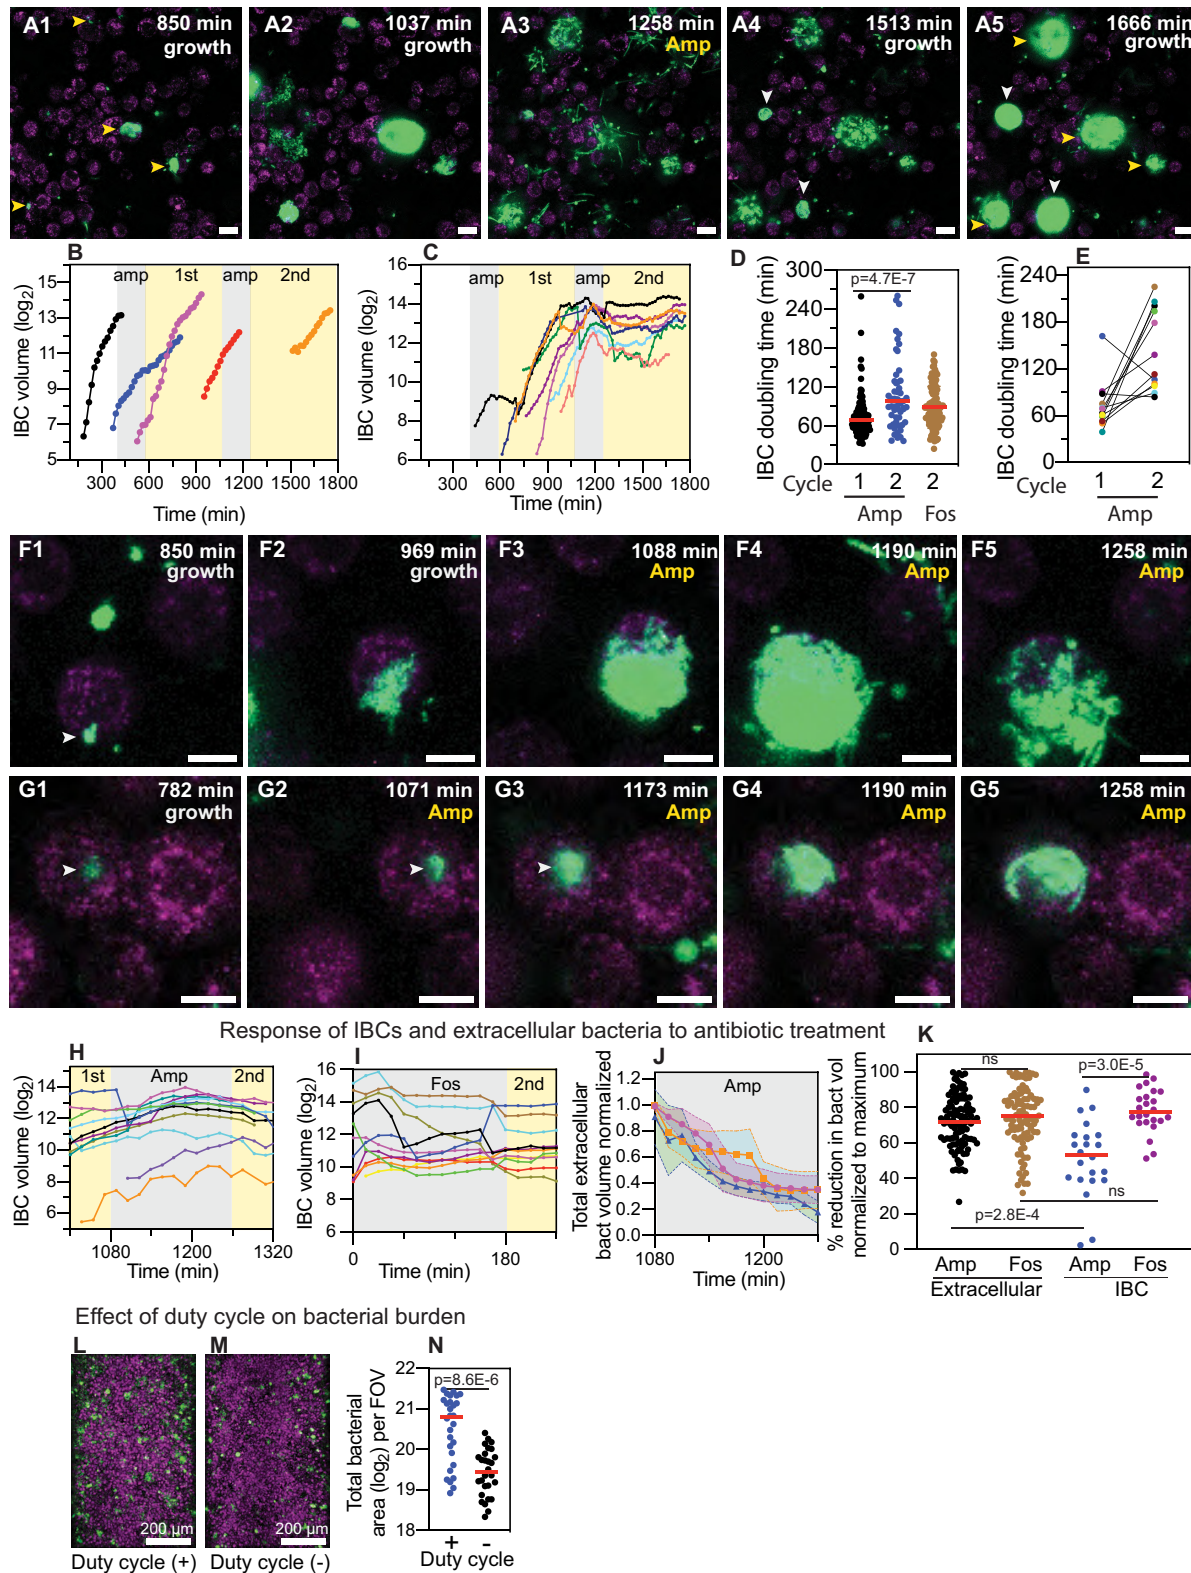 A1 850 min
growth
A2 1037 min
growth
A3 1258 min
Amp
A4 1513 min
growth
A5 1666 min
growth
B
amp 1st amp 2nd
IBC volume (log2)
15
13
11
9
7
5
300 600 900 1200 1500 1800
Time (min)
C
amp 1st amp 2nd
IBC volume (log2)
16
14
12
10
8
6
300 600 900 1200 1500 1800
Time (min)
D
p=4.7E-7
IBC doubling time (min)
300
240
180
120
60
0
Cycle 1 2 2
Amp Fos
E
IBC doubling time (min)
240
180
120
60
0
Cycle 1 2
Amp
F1 850 min
growth
F2 969 min
growth
F3 1088 min
Amp
F4 1190 min
Amp
F5 1258 min
Amp
G1 782 min
growth
G2 1071 min
Amp
G3 1173 min
Amp
G4 1190 min
Amp
G5 1258 min
Amp
Response of IBCs and extracellular bacteria to antibiotic treatment
H
1st Amp 2nd
IBC volume (log2)
14
12
10
8
6
1080 1200 1320
Time (min)
I
Fos 2nd
IBC volume (log2)
16
14
12
10
8
6
0 180
Time (min)
J
Amp
Total extracellular
bact volume normalized
1.2
1.0
0.8
0.6
0.4
0.2
0.0
1080 1200
Time (min)
K
ns
p=3.0E-5
ns
p=2.8E-4
% reduction in bact vol
normalized to maximum
100
80
60
40
20
0
Amp Fos Amp Fos
Extracellular IBC
Effect of duty cycle on bacterial burden
L
200 µm
Duty cycle (+)
M
200 µm
Duty cycle (-)
N
p=8.6E-6
Total bacterial
area (log2) per FOV
22
21
20
19
18
+ -
Duty cycle